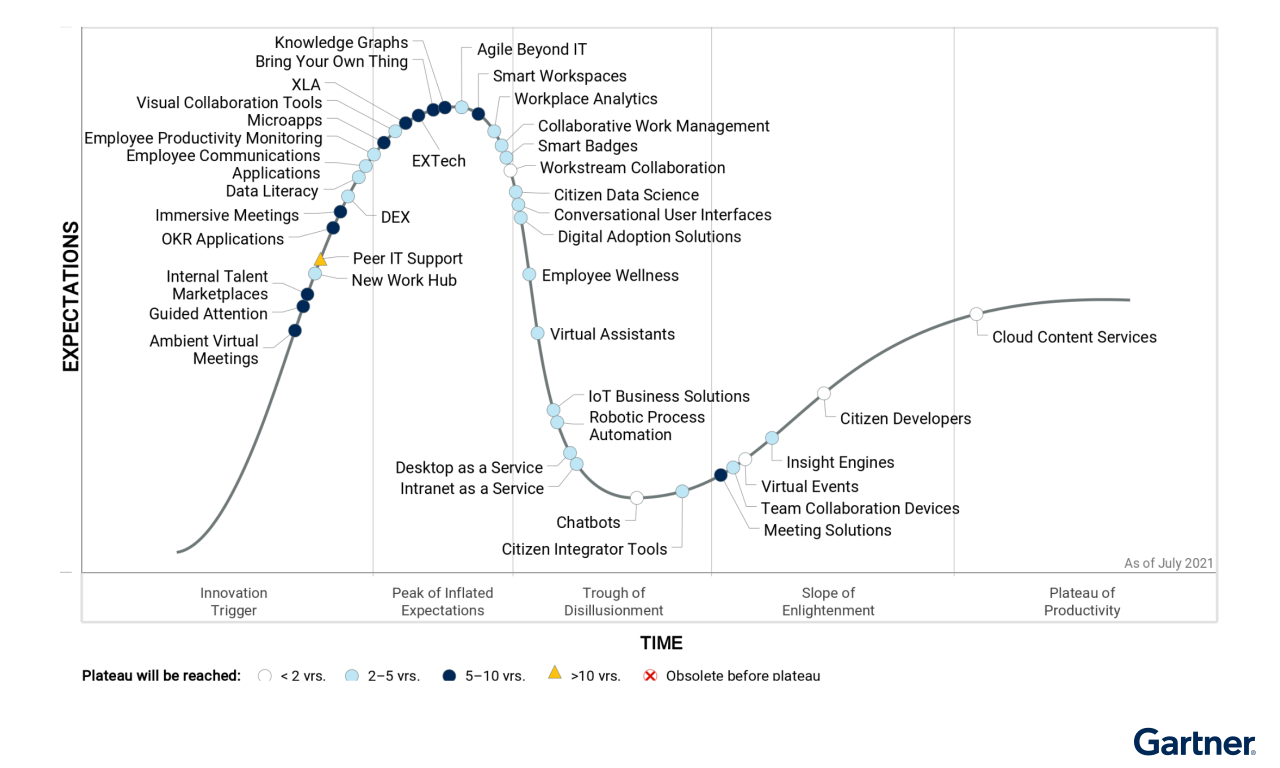 Knowledge Graphs
Bring Your Own Thing
XLA
Visual Collaboration Tools
Microapps
Employee Productivity Monitoring
Employee Communications
Applications
Data Literacy
Immersive Meetings
OKR Applications
Internal Talent
Marketplaces
Guided Attention
Ambient Virtual
Meetings
Agile Beyond IT
Smart Workspaces
Workplace Analytics
Collaborative Work Management
Smart Badges
Workstream Collaboration
EXTech
Citizen Data Science
Conversational User Interfaces
Digital Adoption Solutions
DEX
Peer IT Support
New Work Hub
Employee Wellness
Virtual Assistants
IoT Business Solutions
Robotic Process
Automation
Desktop as a Service
Intranet as a Service
Chatbots
Citizen Integrator Tools
Cloud Content Services
Citizen Developers
Insight Engines
Virtual Events
Team Collaboration Devices
Meeting Solutions
EXPECTATIONS
As of July 2021
Innovation
Trigger
Peak of Inflated
Expectations
Trough of
Disillusionment
Slope of
Enlightenment
Plateau of
Productivity
TIME
Plateau will be reached: < 2 yrs. 2–5 yrs. 5–10 yrs. >10 yrs. Obsolete before plateau
Gartner®